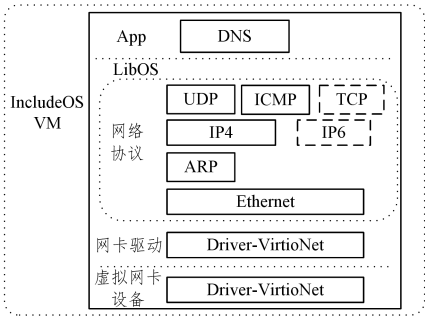 App DNS
LibOS
IncludeOS
VM
UDP ICMP TCP
网络
协议
IP4 IP6
ARP
Ethernet
网卡驱动 Driver-VirtioNet
虚拟网卡
设备
Driver-VirtioNet